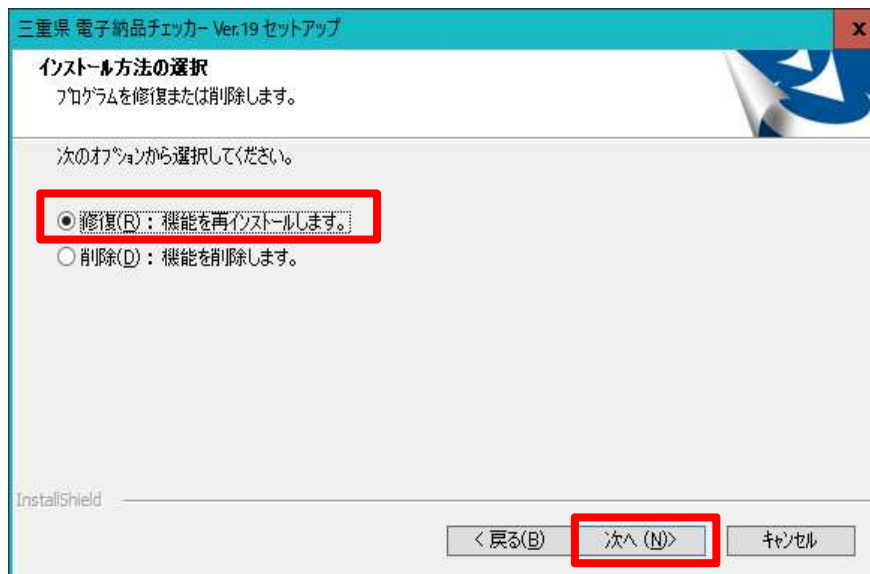 三重県 電子納品チェッカー Ver.19 セットアップ
x
インストール方法の選択
プログラムを修復または削除します。
次のオプションから選択してください。
修復(R)： 機能を再インストールします。
削除(D)： 機能を削除します。
InstallShield
< 戻る(B)
次へ (N)>
キャンセル